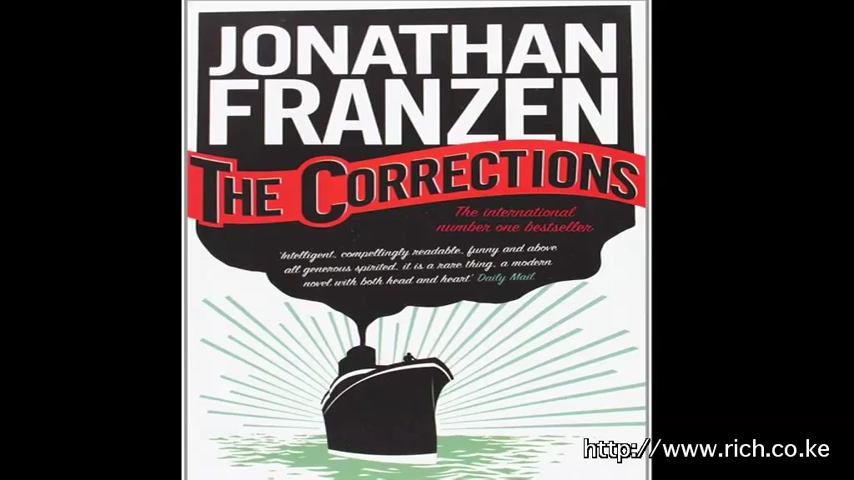 JONATHAN
FRANZEN
THE CORRECTIONS
The international
number one bestseller
'Intelligent, compellingly readable, funny and above
all generous spirited, it is a rare thing, a modern
novel with both head and heart' Daily Mail
http://www.rich.co.ke